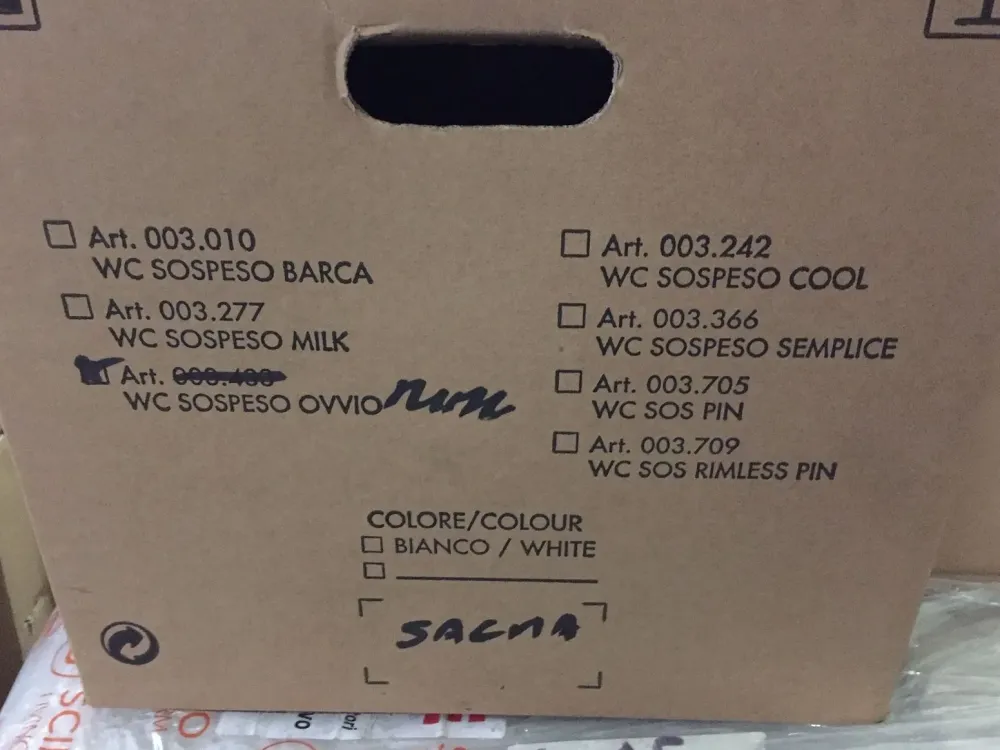 Art. 003.010
WC SOSPESO BARCA
Art. 003.277
WC SOSPESO MILK
Art.
WC SOSPESO OVVIO
Art. 003.242
WC SOSPESO COOL
Art. 003.366
WC SOSPESO SEMPLICE
Art. 003.705
WC SOS PIN
Art. 003.709
WC SOS RIMLESS PIN
COLORE/COLOUR
BIANCO / WHITE
SACMA